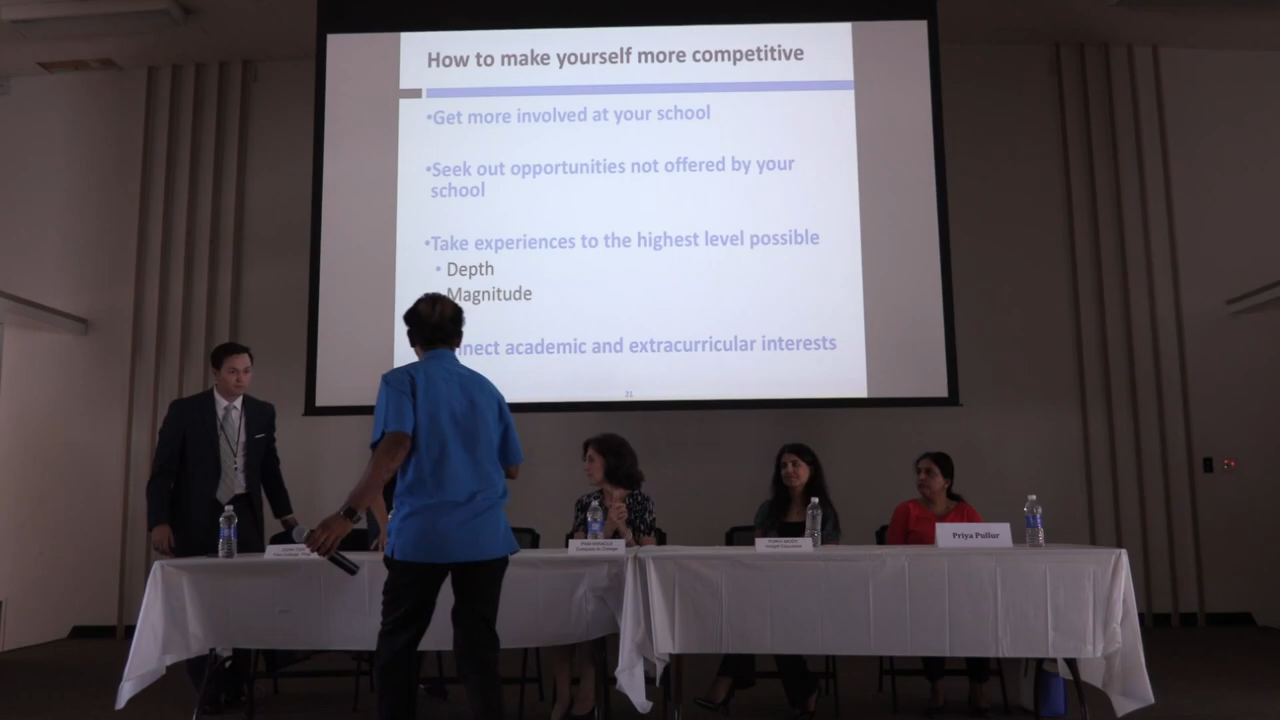 How to make yourself more competitive
•Get more involved at your school
•Seek out opportunities not offered by your
school
•Take experiences to the highest level possible
• Depth
Magnitude
nnect academic and extracurricular interests
21
Priya Pullur